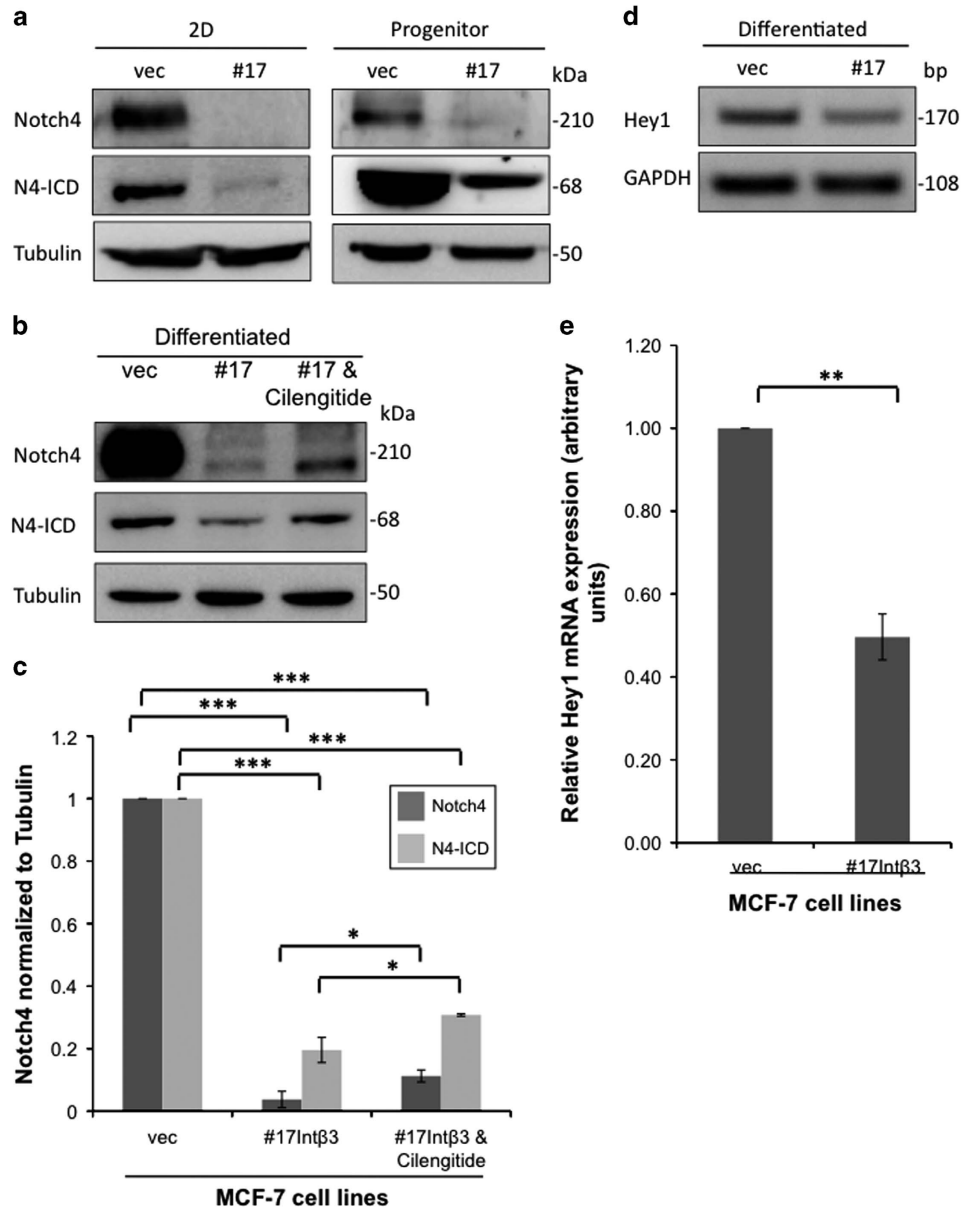 a
2D
Progenitor
vec #17
vec #17
kDa
Notch4
-210
N4-ICD
-68
Tubulin
-50
b
Differentiated
vec #17 #17 &
Cilengitide
kDa
Notch4
-210
N4-ICD
-68
Tubulin
-50
c
***
***
***
***
*
*
Notch4 normalized to Tubulin
1.2
1
0.8
0.6
0.4
0.2
0
Notch4
N4-ICD
vec
#17Intβ3
#17Intβ3 &
Cilengitide
MCF-7 cell lines
d
Differentiated
vec #17
bp
Hey1
-170
GAPDH
-108
e
**
Relative Hey1 mRNA expression (arbitrary
units)
1.20
1.00
0.80
0.60
0.40
0.20
0.00
vec
#17Intβ3
MCF-7 cell lines